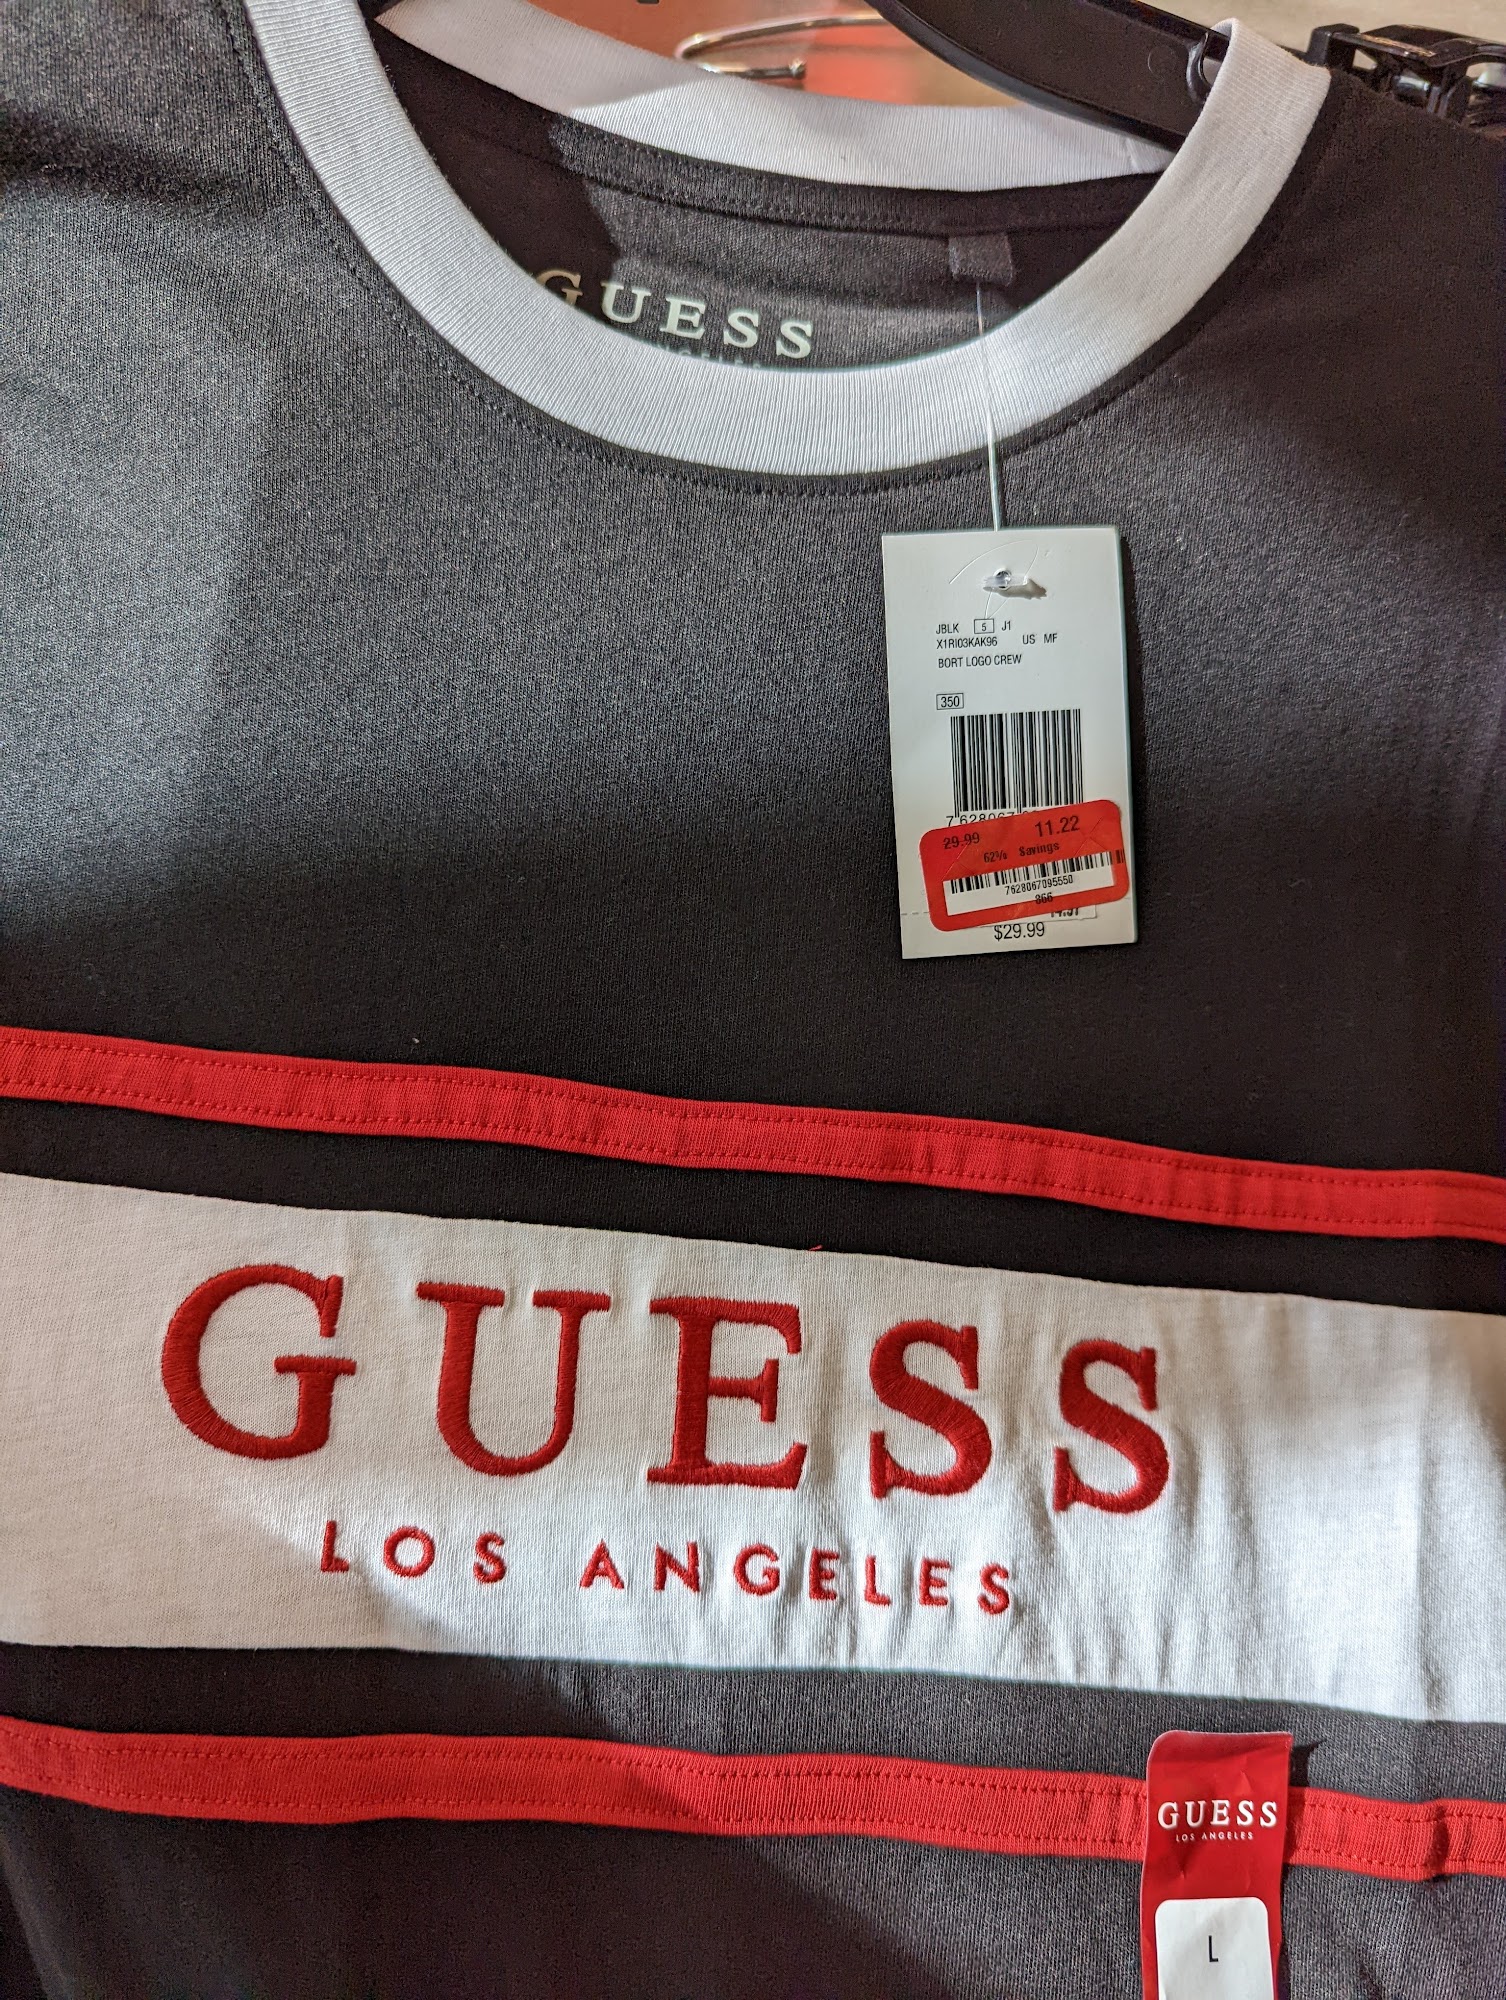 GUESS
JBLK 5 J1
X1RI03KAK96 US MF
BORT LOGO CREW
350
29.99 11.22
62% Savings
7628067095550
866
$29.99
GUESS
LOS ANGELES
GUESS
LOS ANGELES
L